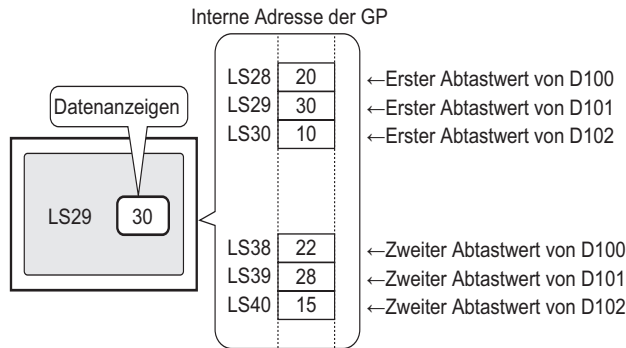 Interne Adresse der GP
LS28 20 ←Erster Abtastwert von D100
LS29 30 ←Erster Abtastwert von D101
LS30 10 ←Erster Abtastwert von D102
Datenanzeigen
LS29 30
LS38 22 ←Zweiter Abtastwert von D100
LS39 28 ←Zweiter Abtastwert von D101
LS40 15 ←Zweiter Abtastwert von D102